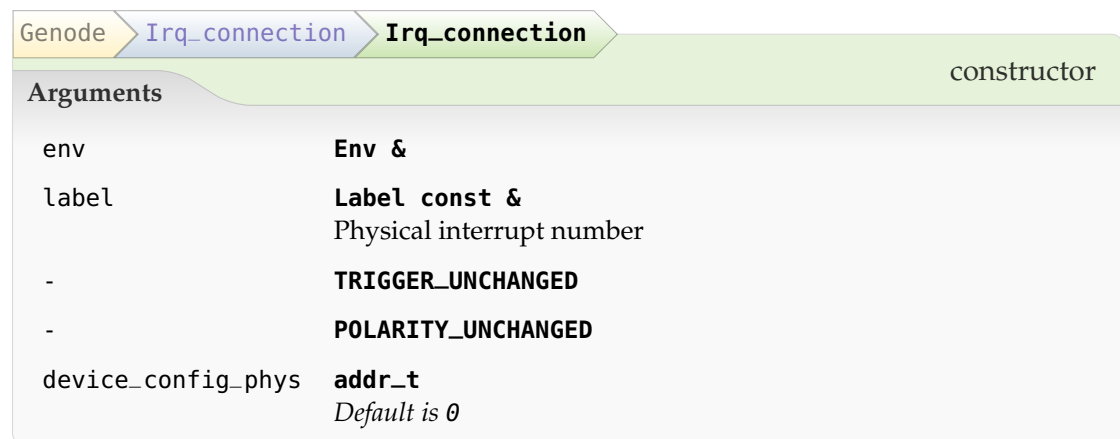 Genode Irq_connection Irq_connection
constructor
Arguments
env Env &
label Label const &
Physical interrupt number
- TRIGGER_UNCHANGED
- POLARITY_UNCHANGED
device_config_phys addr_t
Default is 0